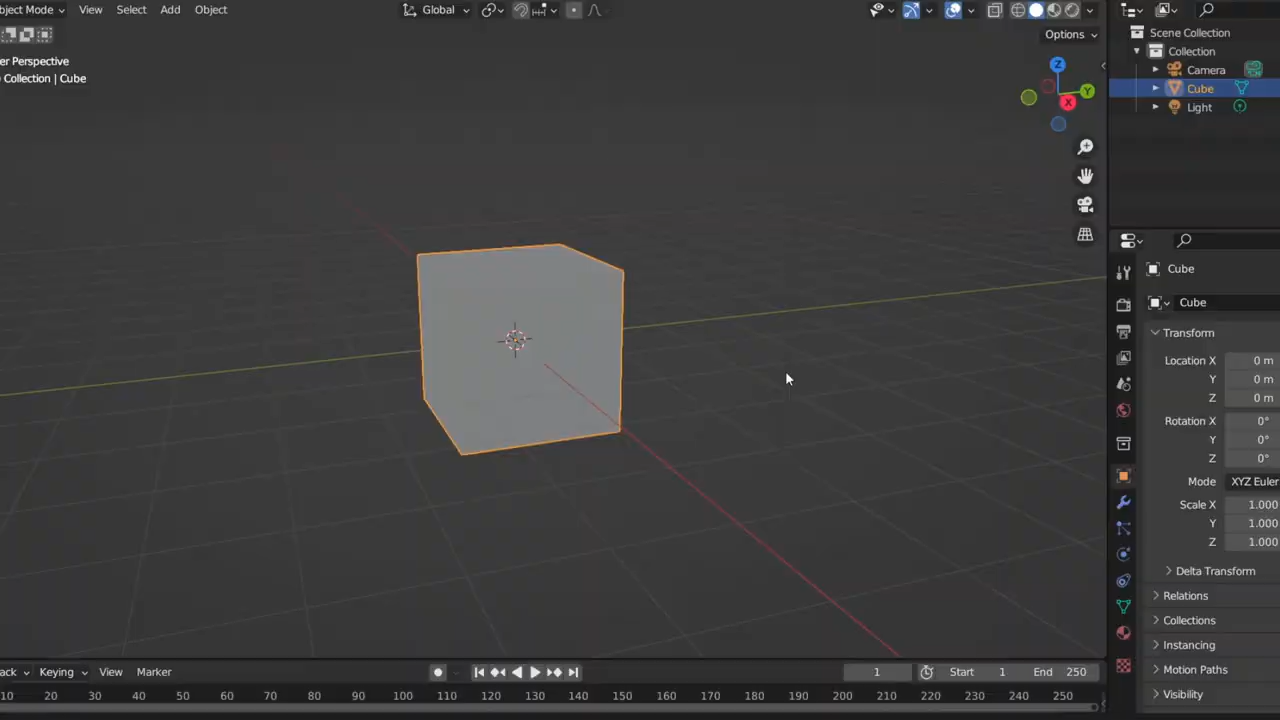 bject Mode View Select Add Object Global
Options
er Perspective
Collection | Cube
Z
Y
X
Scene Collection
Collection
Camera
Cube
Light
Cube
Cube
Transform
Location X 0 m
Y 0 m
Z 0 m
Rotation X 0°
Y 0°
Z 0°
Mode XYZ Euler
Scale X 1.000
Y 1.000
Z 1.000
Delta Transform
Relations
Collections
Instancing
Motion Paths
Visibility
ack Keying View Marker 1 Start 1 End 250
10 20 30 40 50 60 70 80 90 100 110 120 130 140 150 160 170 180 190 200 210 220 230 240 250